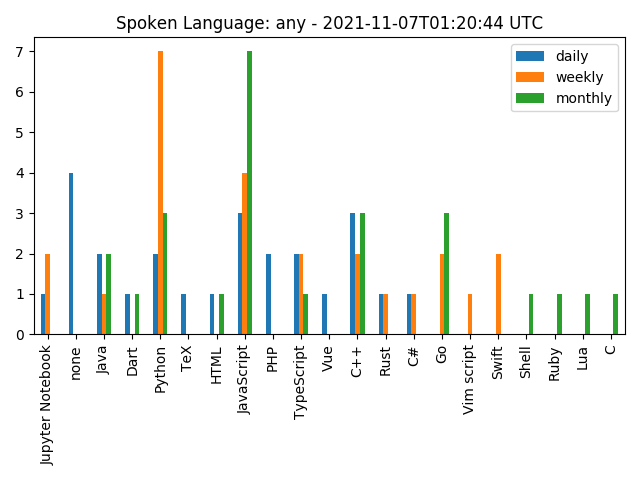 Spoken Language: any - 2021-11-07T01:20:44 UTC
daily
weekly
monthly
7
6
5
4
3
2
1
0
Jupyter Notebook
none
Java
Dart
Python
TeX
HTML
JavaScript
PHP
TypeScript
Vue
C++
Rust
C#
Go
Vim script
Swift
Shell
Ruby
Lua
C